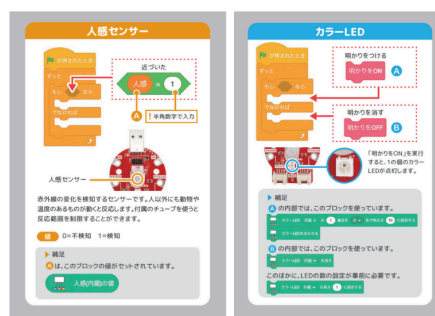 人感センサー
が押されたとき
ずっと
もし なら
でなければ
近づいた
人感 = 1
A ! 半角数字で入力
人感センサー
赤外線の変化を検知するセンサーです。人以外にも動物や
温度のあるものが動くと反応します。付属のチューブを使うと
反応範囲を制限することができます。
値 0=不検知 1=検知
▶ 補足
Aは、このブロックの値がセットされています。
人感(内蔵)の値
カラーLED
が押されたとき
ずっと
もし なら
でなければ
明かりをつける
明かりをON A
明かりを消す
明かりをOFF B
「明かりをON」を実行
すると、1の個のカラー
LEDが点灯します。
▶ 補足
Aの内部では、このブロックを使っています。
Bの内部では、このブロックを使っています。
このほかに、LEDの数の設定が事前に必要です。